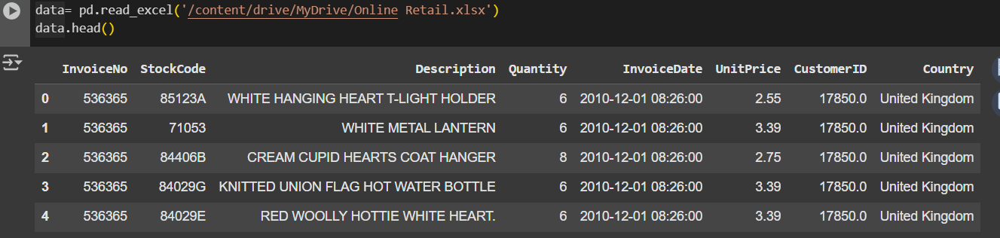 data= pd.read_excel('/content/drive/MyDrive/Online Retail.xlsx')
data.head()
InvoiceNo StockCode Description Quantity InvoiceDate UnitPrice CustomerID Country
0 536365 85123A WHITE HANGING HEART T-LIGHT HOLDER 6 2010-12-01 08:26:00 2.55 17850.0 United Kingdom
1 536365 71053 WHITE METAL LANTERN 6 2010-12-01 08:26:00 3.39 17850.0 United Kingdom
2 536365 84406B CREAM CUPID HEARTS COAT HANGER 8 2010-12-01 08:26:00 2.75 17850.0 United Kingdom
3 536365 84029G KNITTED UNION FLAG HOT WATER BOTTLE 6 2010-12-01 08:26:00 3.39 17850.0 United Kingdom
4 536365 84029E RED WOOLLY HOTTIE WHITE HEART. 6 2010-12-01 08:26:00 3.39 17850.0 United Kingdom